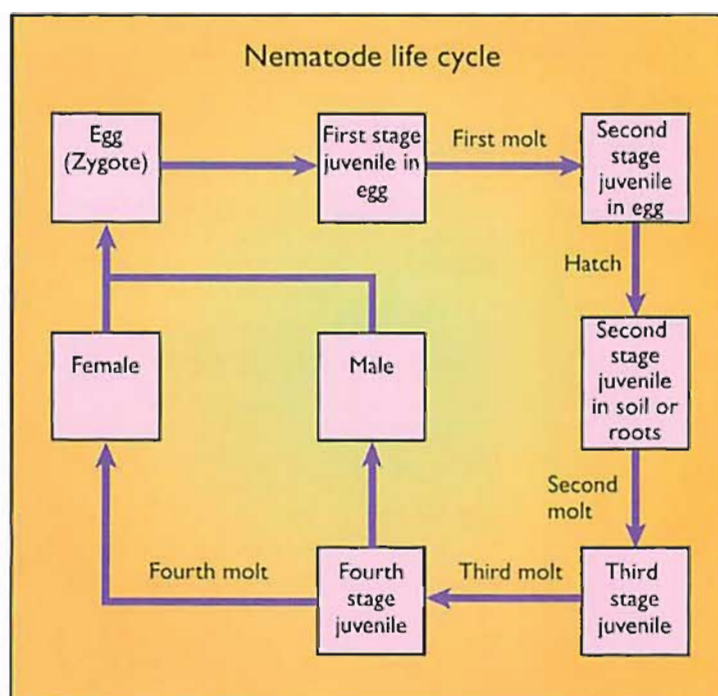 Nematode life cycle
Egg
(Zygote)
First stage
juvenile in
egg
First molt
Second
stage
juvenile
in egg
Hatch
Second
stage
juvenile
in soil or
roots
Second
molt
Third
stage
juvenile
Third molt
Fourth
stage
juvenile
Fourth molt
Male
Female